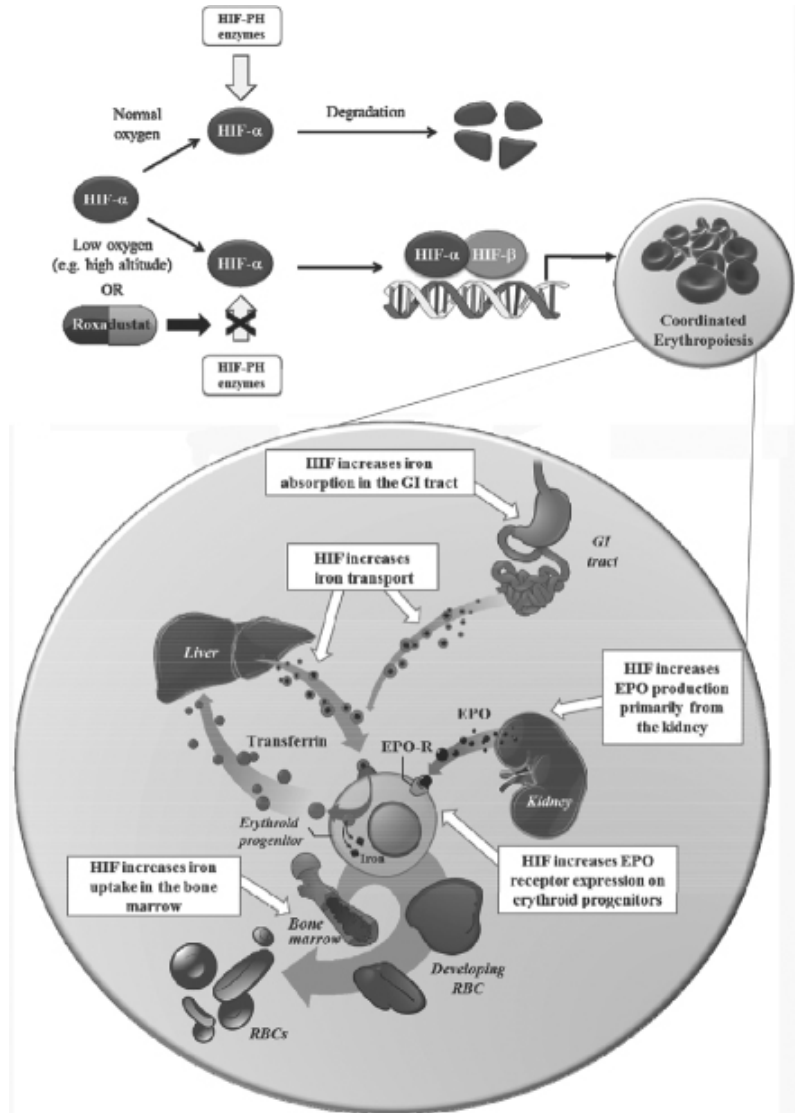 HIF-PH
enzymes
Normal
oxygen
HIF-α
Degradation
HIF-α
Low oxygen
(e.g. high altitude)
OR
HIF-α
HIF-α
HIF-β
Roxadustat
HIF-PH
enzymes
Coordinated
Erythropoiesis
HIF increases iron
absorption in the GI tract
GI
tract
HIF increases
iron transport
Liver
HIF increases
EPO production
primarily from
the kidney
EPO
Transferrin
EPO-R
Kidney
Erythroid
progenitor
Iron
HIF increases iron
uptake in the bone
marrow
HIF increases EPO
receptor expression on
erythroid progenitors
Bone
marrow
Developing
RBC
RBCs